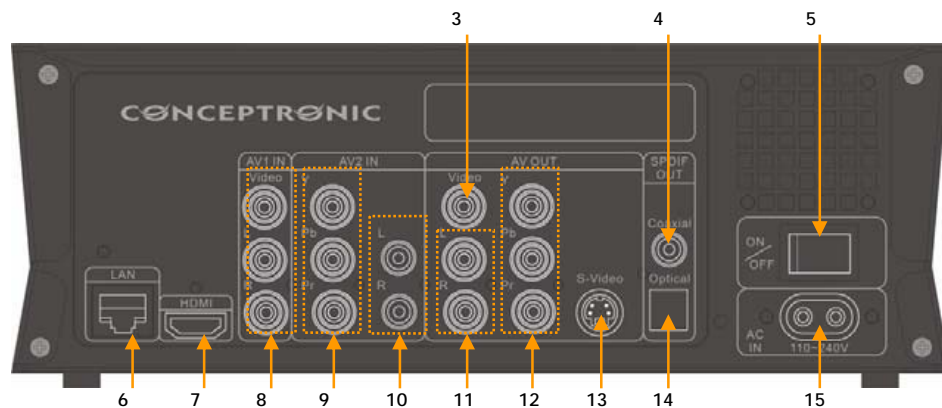 3 4 5
CONCEPTRONIC
AV1 IN AV2 IN AV OUT SPDIF OUT
Video Y Video Y
Coaxial
L Pb L L Pb
ON/OFF
LAN
R Pr R R Pr S-Video Optical
HDMI
AC IN 110~240V
6 7 8 9 10 11 12 13 14 15